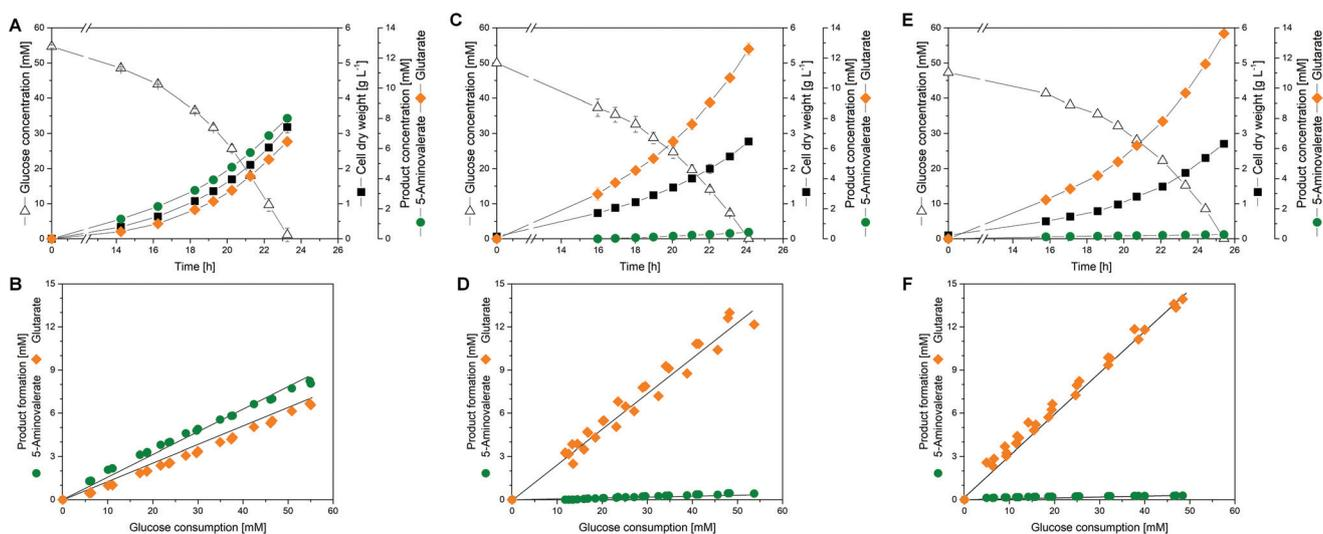 A
60
50
40
30
20
10
0
Glucose concentration [mM]
14 16 18 20 22 24 26
Time [h]
6
5
4
3
2
1
0
Cell dry weight [g L⁻¹]
14
12
10
8
6
4
2
0
Product concentration [mM]
5-Aminovalerate Glutarate
C
60
50
40
30
20
10
0
Glucose concentration [mM]
14 16 18 20 22 24 26
Time [h]
6
5
4
3
2
1
0
Cell dry weight [g L⁻¹]
14
12
10
8
6
4
2
0
Product concentration [mM]
5-Aminovalerate Glutarate
E
60
50
40
30
20
10
0
Glucose concentration [mM]
14 16 18 20 22 24 26
Time [h]
6
5
4
3
2
1
0
Cell dry weight [g L⁻¹]
14
12
10
8
6
4
2
0
Product concentration [mM]
5-Aminovalerate Glutarate
B
15
12
9
6
3
0
Product formation [mM]
5-Aminovalerate Glutarate
0 10 20 30 40 50 60
Glucose consumption [mM]
D
15
12
9
6
3
0
Product formation [mM]
5-Aminovalerate Glutarate
0 10 20 30 40 50 60
Glucose consumption [mM]
F
15
12
9
6
3
0
Product formation [mM]
5-Aminovalerate Glutarate
0 10 20 30 40 50 60
Glucose consumption [mM]